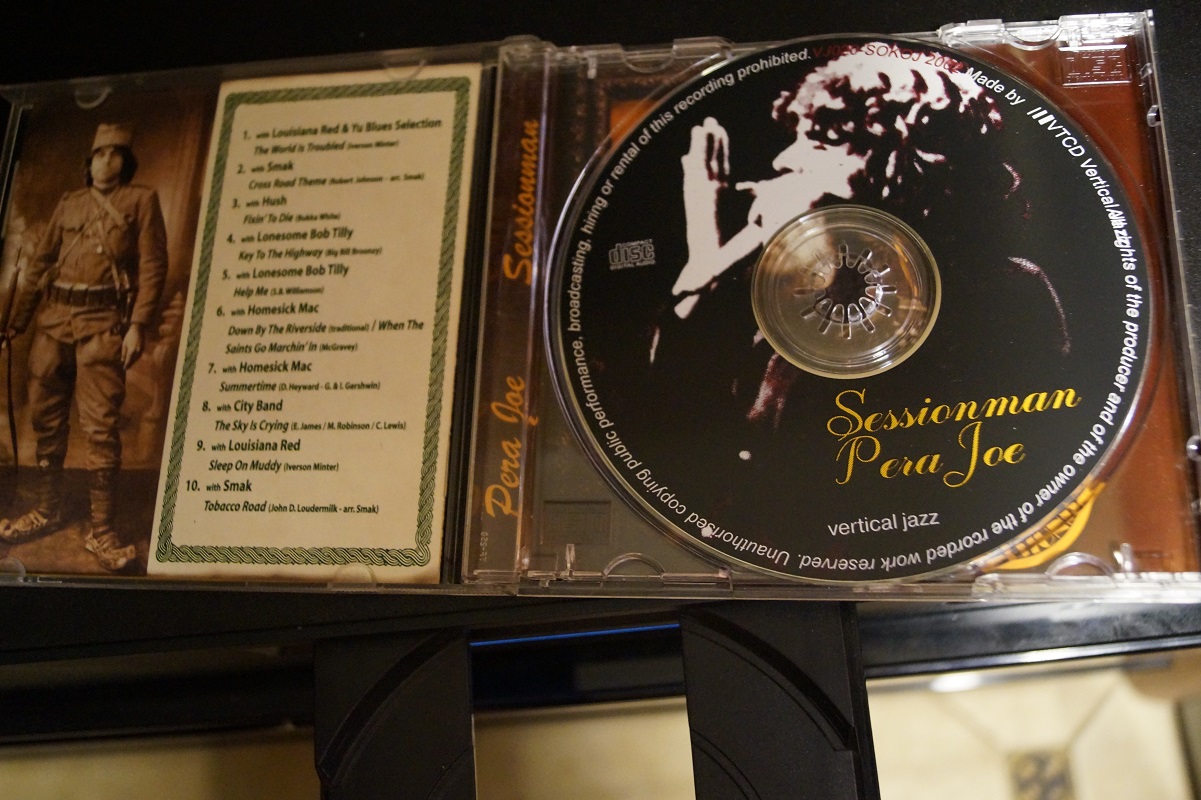 1. with Louisiana Red & Yu Blues Selection
The World is Troubled (Iverson Minter)
2. with Smak
Cross Road Theme (Robert Johnson - arr. Smak)
3. with Hush
Fixin' To Die (Bukka White)
4. with Lonesome Bob Tilly
Key To The Highway (Big Bill Broonzy)
5. with Lonesome Bob Tilly
Help Me (S.B. Williamson)
6. with Homesick Mac
Down By The Riverside (traditional) / When The
Saints Go Marchin' In (McGravey)
7. with Homesick Mac
Summertime (D. Heyward - G. & I. Gershwin)
8. with City Band
The Sky Is Crying (E. James / M. Robinson / C. Lewis)
9. with Louisiana Red
Sleep On Muddy (Iverson Minter)
10. with Smak
Tobacco Road (John D. Loudermilk - arr. Smak)
Pera Joe Sessionman
COMPACT
disc
DIGITAL AUDIO
Sessionman
Pera Joe
vertical jazz
Made by VTCD Vertical
rights of the producer and of the owner of the rcorded work reserved. Unauthorised copying public performance, broadcasting, hiring or rental of this recording prohibited.
SOKOJ